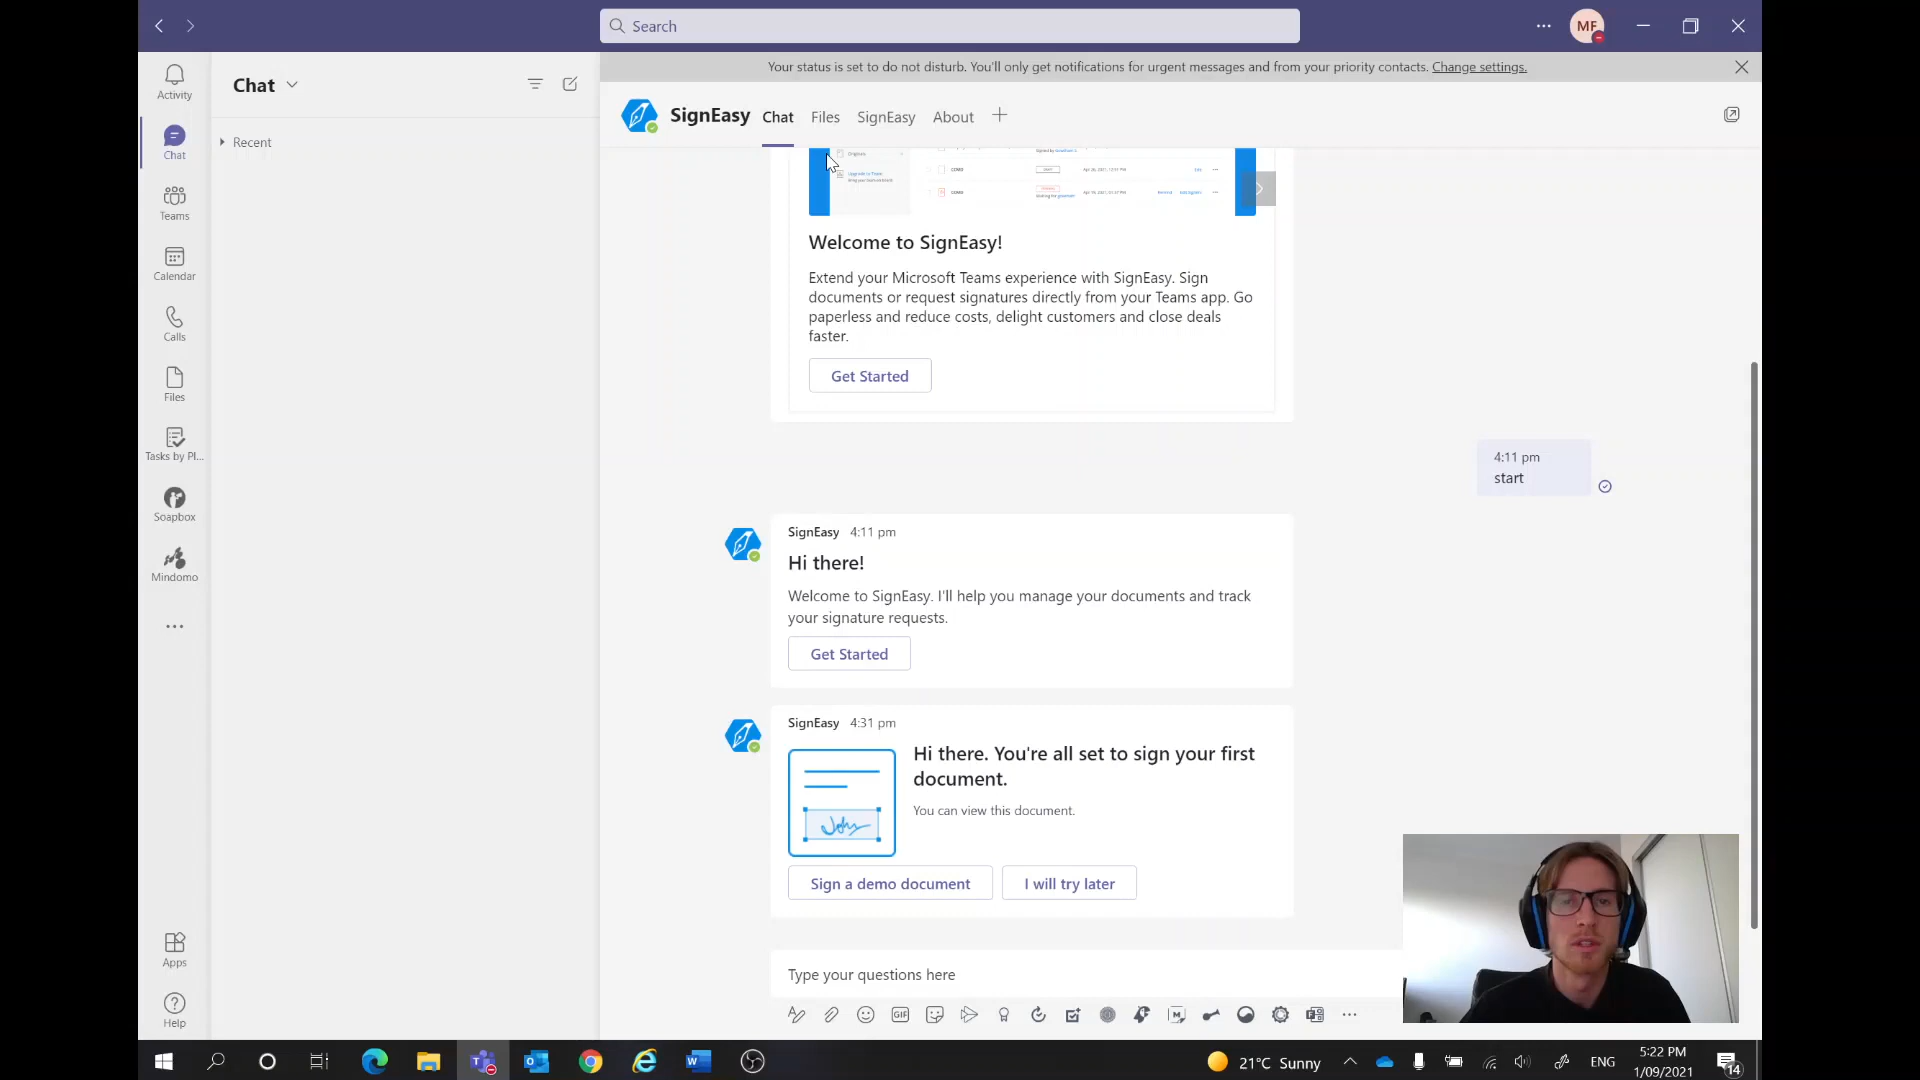 Search
MF
Your status is set to do not disturb. You'll only get notifications for urgent messages and from your priority contacts. Change settings.
Activity
Chat
Teams
Calendar
Calls
Files
Tasks by Pl...
Soapbox
Mindomo
Apps
Help
Chat
Recent
SignEasy Chat Files SignEasy About
Originals
Upgrade to Team
Welcome to SignEasy!
Extend your Microsoft Teams experience with SignEasy. Sign
documents or request signatures directly from your Teams app. Go
paperless and reduce costs, delight customers and close deals
faster.
Get Started
4:11 pm
start
SignEasy 4:11 pm
Hi there!
Welcome to SignEasy. I'll help you manage your documents and track
your signature requests.
Get Started
SignEasy 4:31 pm
John
Hi there. You're all set to sign your first
document.
You can view this document.
Sign a demo document
I will try later
Type your questions here
GIF
21°C Sunny
ENG
5:22 PM
1/09/2021
14